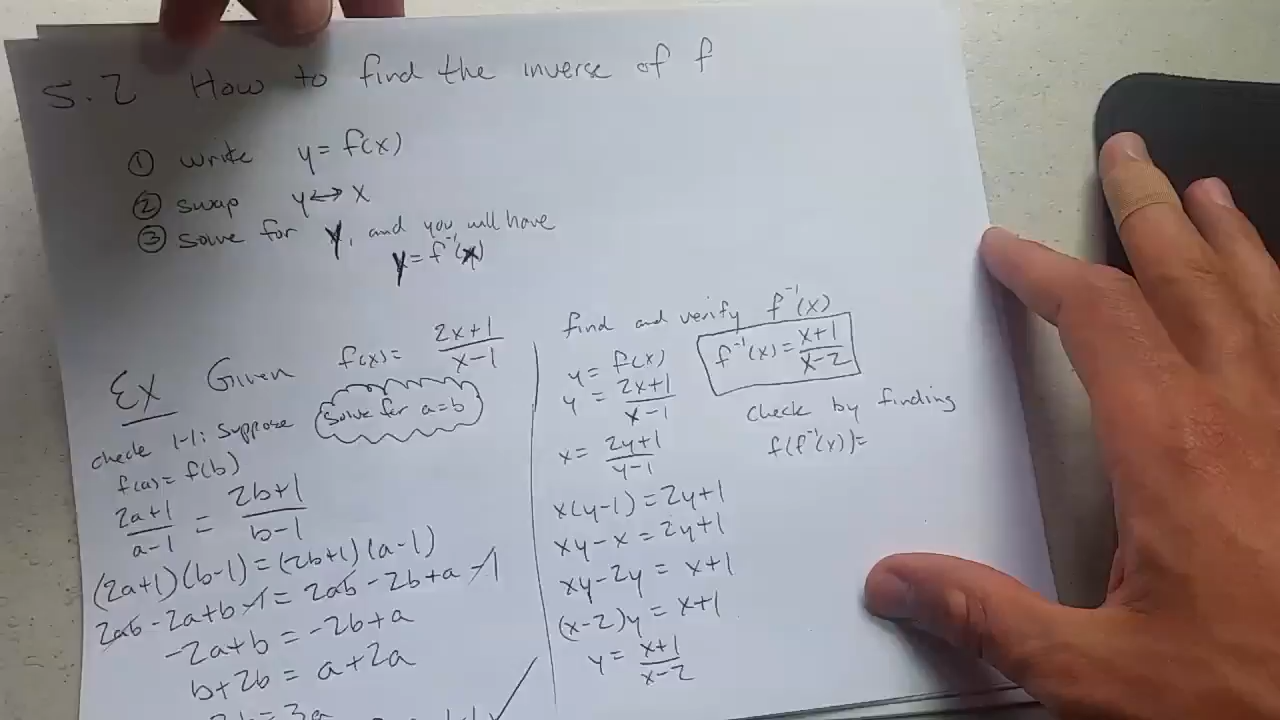 5.2 How to find the inverse of f
① write y = f(x)
② swap y ↔ x
③ solve for y, and you will have
y = f⁻¹(x)
Ex Given f(x) = (2x+1)/(x-1)
Solve for a=b
check 1-1: Suppose
f(a) = f(b)
(2a+1)/(a-1) = (2b+1)/(b-1)
(2a+1)(b-1) = (2b+1)(a-1)
2ab - 2a + b - 1 = 2ab - 2b + a - 1
-2a + b = -2b + a
b + 2b = a + 2a
find and verify f⁻¹(x)
y = f(x)
y = (2x+1)/(x-1)
x = (2y+1)/(y-1)
x(y-1) = 2y+1
xy - x = 2y+1
xy - 2y = x+1
(x-2)y = x+1
y = (x+1)/(x-2)
f⁻¹(x) = (x+1)/(x-2)
check by finding
f(f⁻¹(x)) =